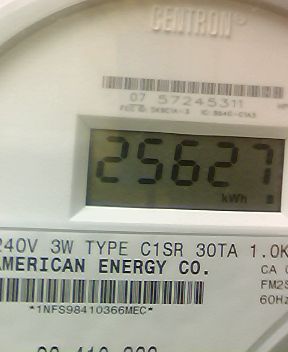 CENTRON®
07 57245311
25627
kWh
240V 3W TYPE C1SR 30TA 1.0K
AMERICAN ENERGY CO.
CA
FM2S
60Hz
*1NFS98410366MEC*